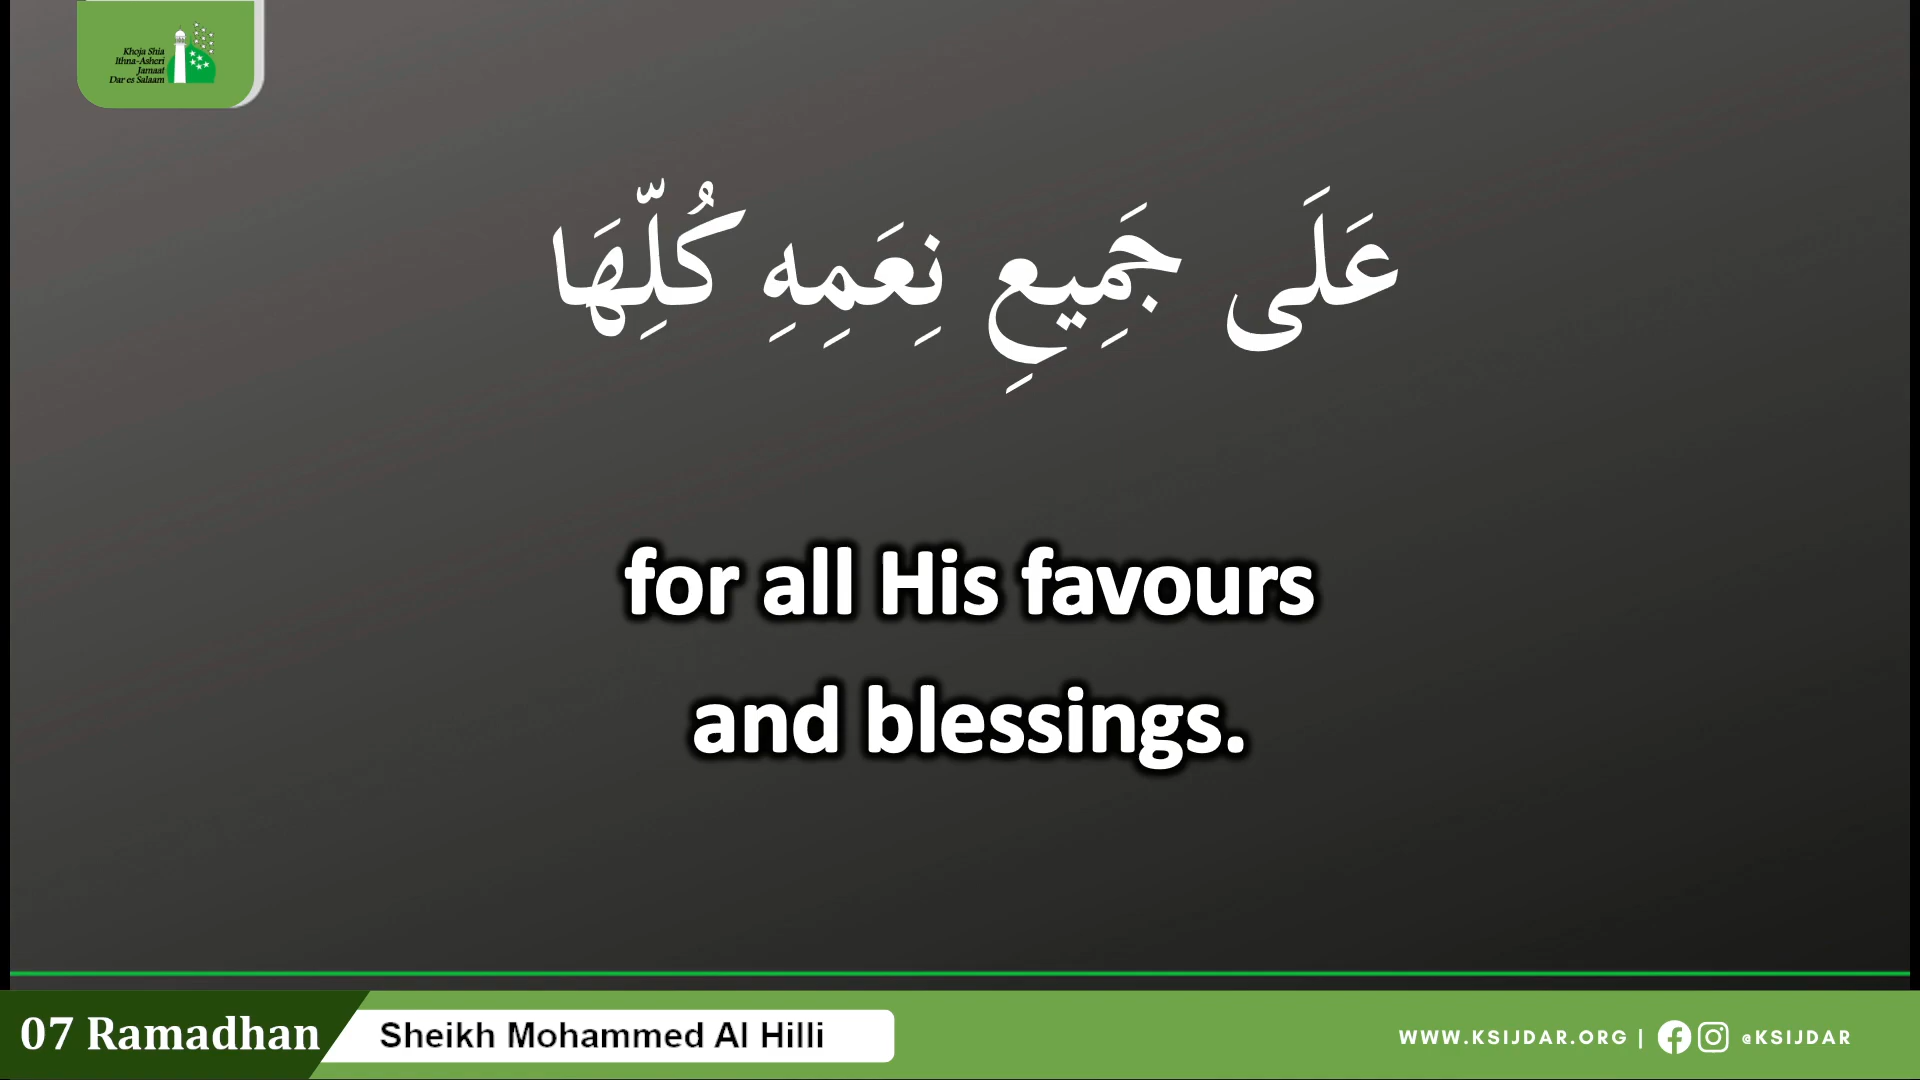 Khoja Shia
Ithna-Asheri
Jamaat
Dar es Salaam
عَلَى جَمِيعِ نِعَمِهِ كُلِّهَا
for all His favours
and blessings.
07 Ramadhan
Sheikh Mohammed Al Hilli
WWW.KSIJDAR.ORG |
@KSIJDAR